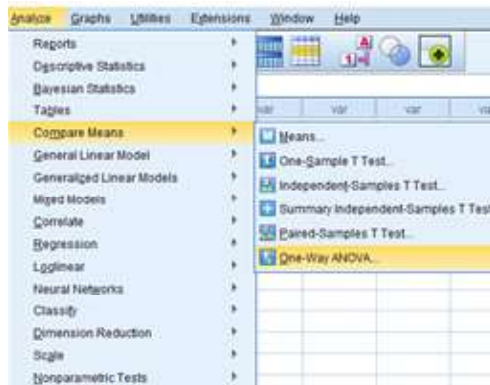 Analyze Graphs Utilities Extensions Window Help
Reports
Descriptive Statistics
Bayesian Statistics
Tables
var var var va
Compare Means
Means...
General Linear Model
One-Sample T Test...
Generalized Linear Models
Independent-Samples T Test...
Mixed Models
Summary Independent-Samples T Test
Correlate
Paired-Samples T Test...
Regression
One-Way ANOVA...
Loglinear
Neural Networks
Classify
Dimension Reduction
Scale
Nonparametric Tests